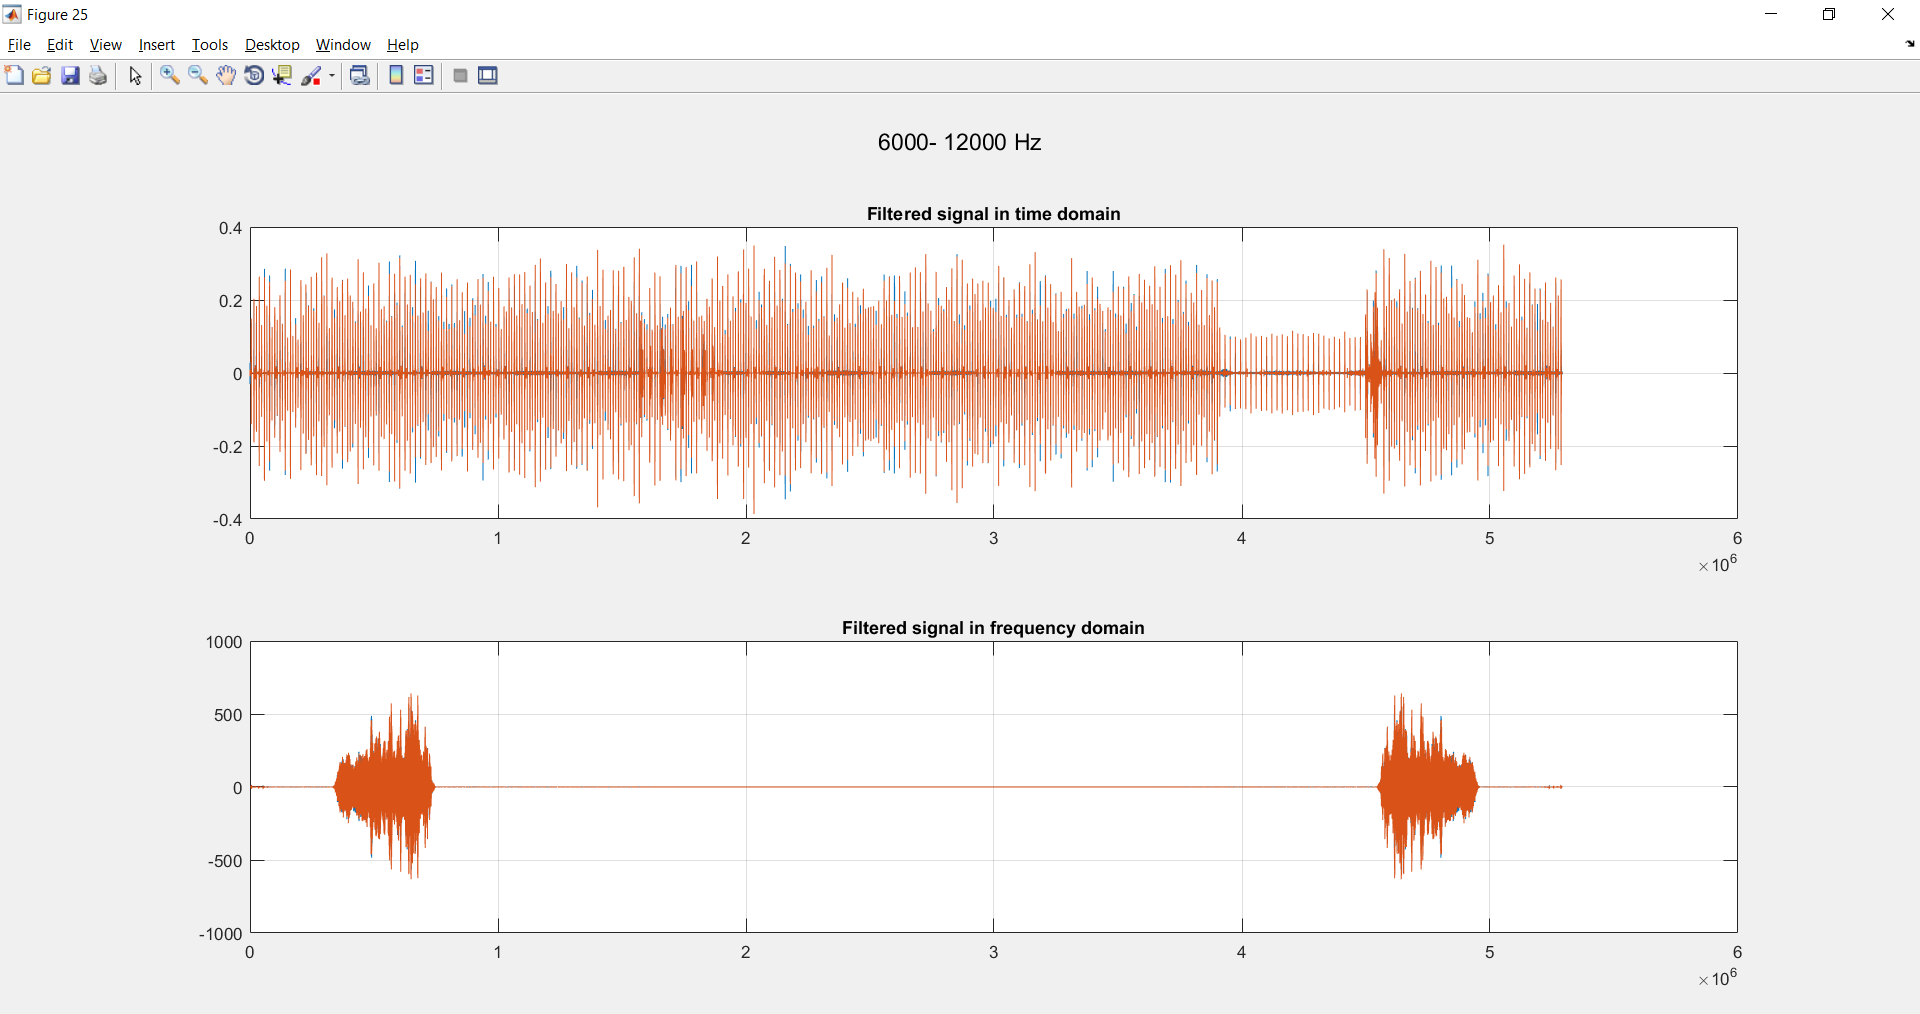 Figure 25
File Edit View Insert Tools Desktop Window Help
6000- 12000 Hz
Filtered signal in time domain
0.4
0.2
0
-0.2
-0.4
0 1 2 3 4 5 6
×10^6
Filtered signal in frequency domain
1000
500
0
-500
-1000
0 1 2 3 4 5 6
×10^6